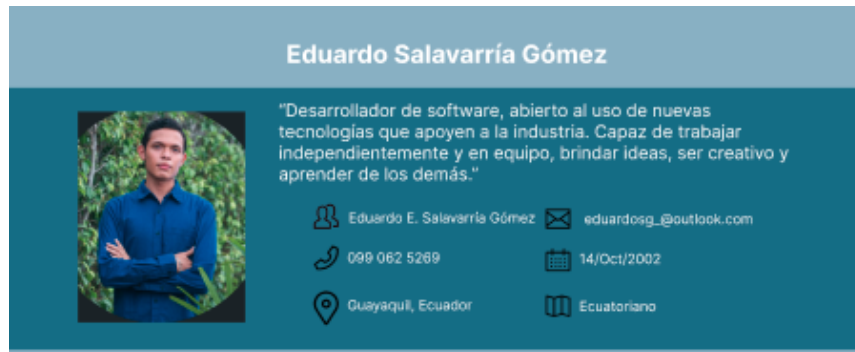 Eduardo Salavarría Gómez
"Desarrollador de software, abierto al uso de nuevas
tecnologías que apoyen a la industria. Capaz de trabajar
independientemente y en equipo, brindar ideas, ser creativo y
aprender de los demás."
Eduardo E. Salavarría Gómez
eduardosg_@outlook.com
099 062 5269
14/Oct/2002
Guayaquil, Ecuador
Ecuatoriano